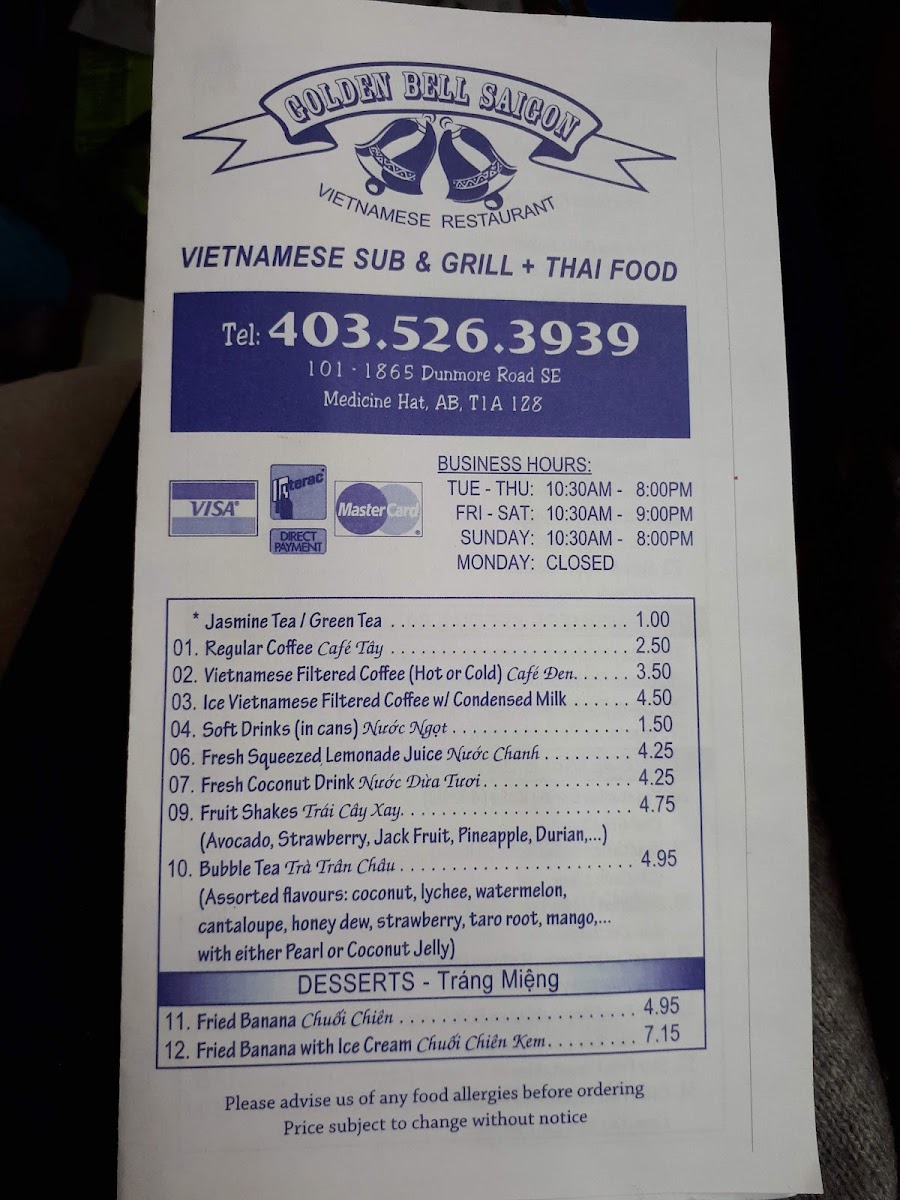 GOLDEN BELL SAIGON
VIETNAMESE RESTAURANT
VIETNAMESE SUB & GRILL + THAI FOOD
Tel: 403.526.3939
101 - 1865 Dunmore Road SE
Medicine Hat, AB, T1A 1Z8
VISA
Interac
DIRECT
PAYMENT
MasterCard
BUSINESS HOURS:
TUE - THU: 10:30AM - 8:00PM
FRI - SAT: 10:30AM - 9:00PM
SUNDAY: 10:30AM - 8:00PM
MONDAY: CLOSED
* Jasmine Tea / Green Tea ........................ 1.00
01. Regular Coffee Café Tây ........................ 2.50
02. Vietnamese Filtered Coffee (Hot or Cold) Café Đen...... 3.50
03. Ice Vietnamese Filtered Coffee w/ Condensed Milk ...... 4.50
04. Soft Drinks (in cans) Nước Ngọt .................. 1.50
06. Fresh Squeezed Lemonade Juice Nước Chanh ......... 4.25
07. Fresh Coconut Drink Nước Dừa Tươi............... 4.25
09. Fruit Shakes Trái Cây Xay........................ 4.75
(Avocado, Strawberry, Jack Fruit, Pineapple, Durian,...)
10. Bubble Tea Trà Trân Châu ........................ 4.95
(Assorted flavours: coconut, lychee, watermelon,
cantaloupe, honey dew, strawberry, taro root, mango,...
with either Pearl or Coconut Jelly)
DESSERTS - Tráng Miệng
11. Fried Banana Chuối Chiên ........................ 4.95
12. Fried Banana with Ice Cream Chuối Chiên Kem......... 7.15
Please advise us of any food allergies before ordering
Price subject to change without notice